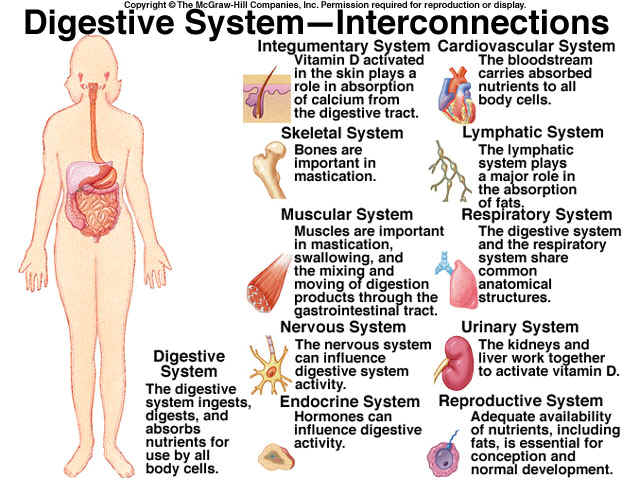 Copyright © The McGraw-Hill Companies, Inc. Permission required for reproduction or display.
Digestive System—Interconnections
Integumentary System
Vitamin D activated
in the skin plays a
role in absorption
of calcium from
the digestive tract.
Cardiovascular System
The bloodstream
carries absorbed
nutrients to all
body cells.
Skeletal System
Bones are
important in
mastication.
Lymphatic System
The lymphatic
system plays
a major role in
the absorption
of fats.
Muscular System
Muscles are important
in mastication,
swallowing, and
the mixing and
moving of digestion
products through the
gastrointestinal tract.
Respiratory System
The digestive system
and the respiratory
system share
common
anatomical
structures.
Nervous System
The nervous system
can influence
digestive system
activity.
Urinary System
The kidneys and
liver work together
to activate vitamin D.
Digestive
System
The digestive
system ingests,
digests, and
absorbs
nutrients for
use by all
body cells.
Endocrine System
Hormones can
influence digestive
activity.
Reproductive System
Adequate availability
of nutrients, including
fats, is essential for
conception and
normal development.